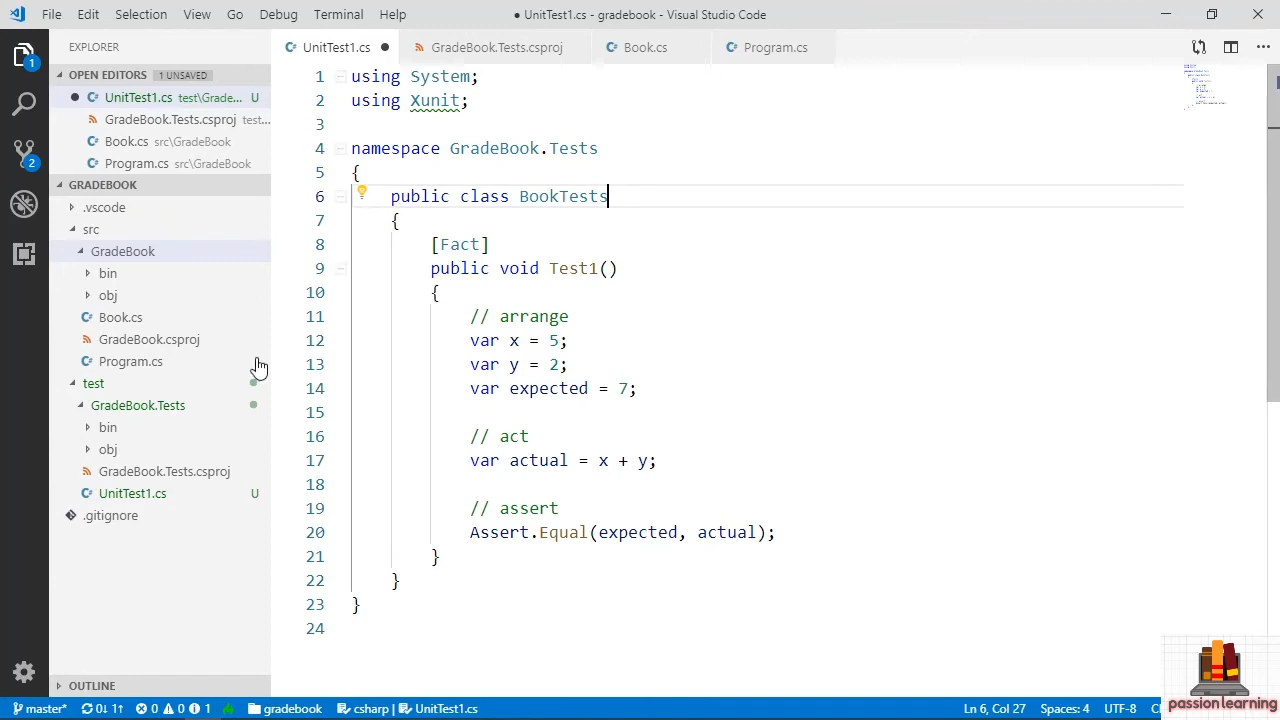 File Edit Selection View Go Debug Terminal Help
● UnitTest1.cs - gradebook - Visual Studio Code
EXPLORER
OPEN EDITORS 1 UNSAVED
UnitTest1.cs test\Grade... U
GradeBook.Tests.csproj test...
Book.cs src\GradeBook
Program.cs src\GradeBook
GRADEBOOK
.vscode
src
GradeBook
bin
obj
Book.cs
GradeBook.csproj
Program.cs
test
GradeBook.Tests
bin
obj
GradeBook.Tests.csproj
UnitTest1.cs U
.gitignore
OUTLINE
1
2
UnitTest1.cs GradeBook.Tests.csproj Book.cs Program.cs
1 using System;
2 using Xunit;
3
4 namespace GradeBook.Tests
5 {
6 public class BookTests
7 {
8 [Fact]
9 public void Test1()
10 {
11 // arrange
12 var x = 5;
13 var y = 2;
14 var expected = 7;
15
16 // act
17 var actual = x + y;
18
19 // assert
20 Assert.Equal(expected, actual);
21 }
22 }
23 }
24
master* 0↓ 1↑ 0 0 1 gradebook csharp | UnitTest1.cs
Ln 6, Col 27 Spaces: 4 UTF-8
passion learning